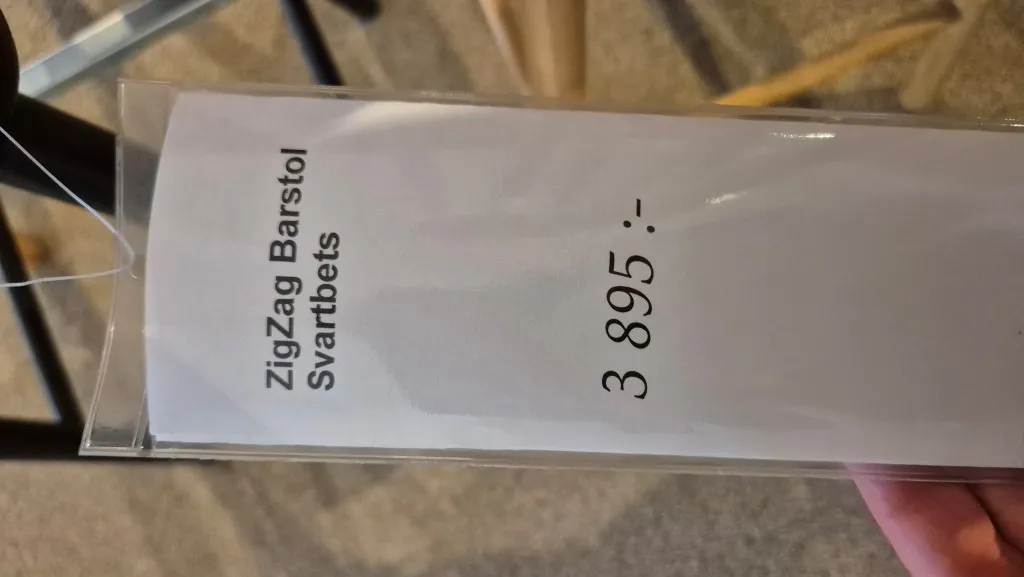 ZigZag Barstol
Svartbets
3 895 :-